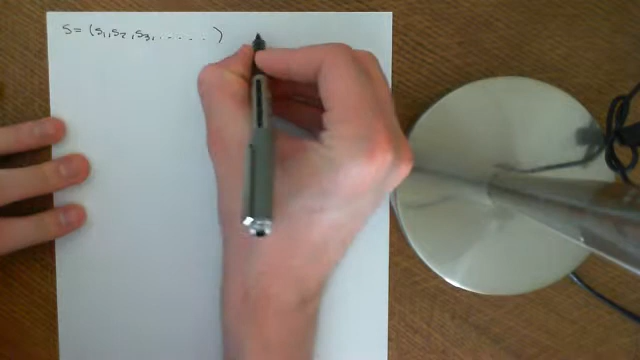 S = (S₁, S₂, S₃, . . . . . )